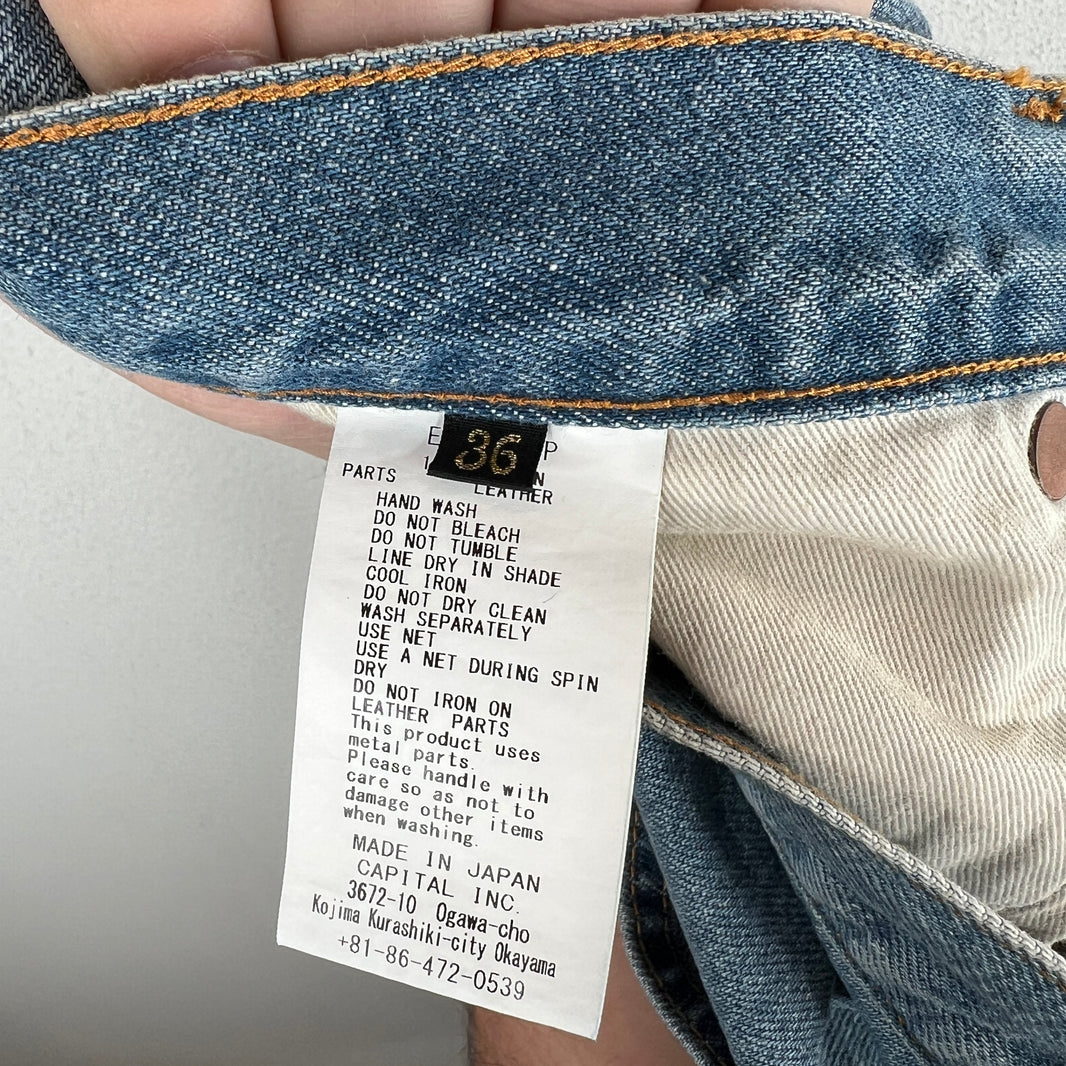 36
PARTS LEATHER
HAND WASH
DO NOT BLEACH
DO NOT TUMBLE
LINE DRY IN SHADE
COOL IRON
DO NOT DRY CLEAN
WASH SEPARATELY
USE NET
USE A NET DURING SPIN
DRY
DO NOT IRON ON
LEATHER PARTS
This product uses
metal parts.
Please handle with
care so as not to
damage other items
when washing.
MADE IN JAPAN
CAPITAL INC.
3672-10 Ogawa-cho
Kojima Kurashiki-city Okayama
+81-86-472-0539